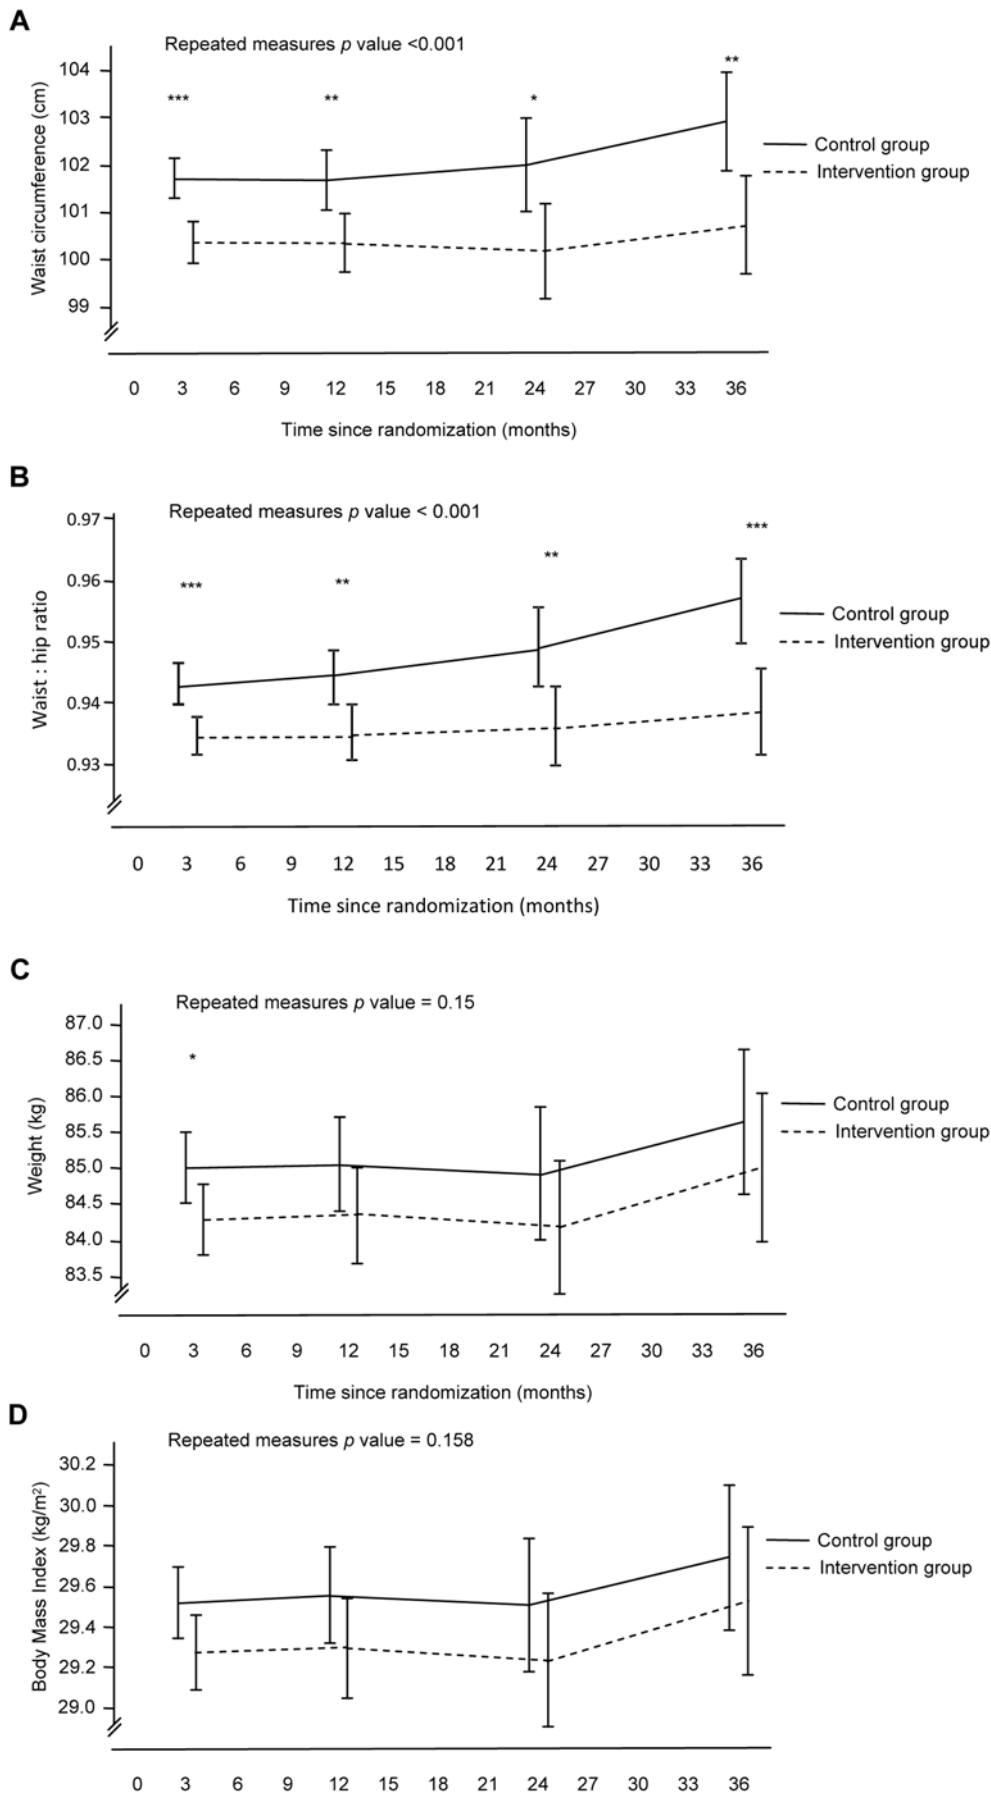 A
Repeated measures p value <0.001
104
103
102
101
100
99
Waist circumference (cm)
***
**
*
**
Control group
Intervention group
0 3 6 9 12 15 18 21 24 27 30 33 36
Time since randomization (months)
B
Repeated measures p value < 0.001
0.97
0.96
0.95
0.94
0.93
Waist : hip ratio
***
**
**
***
Control group
Intervention group
0 3 6 9 12 15 18 21 24 27 30 33 36
Time since randomization (months)
C
Repeated measures p value = 0.15
87.0
86.5
86.0
85.5
85.0
84.5
84.0
83.5
Weight (kg)
*
Control group
Intervention group
0 3 6 9 12 15 18 21 24 27 30 33 36
Time since randomization (months)
D
Repeated measures p value = 0.158
30.2
30.0
29.8
29.6
29.4
29.2
29.0
Body Mass Index (kg/m²)
Control group
Intervention group
0 3 6 9 12 15 18 21 24 27 30 33 36